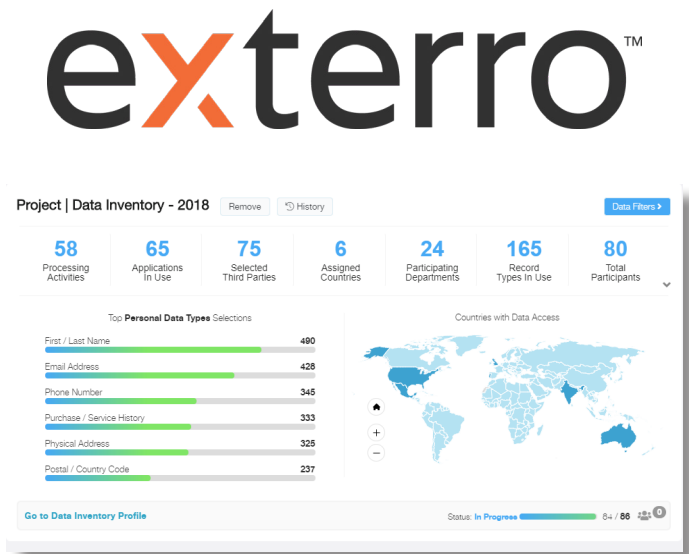 exterro™
Project | Data Inventory - 2018 Remove History Data Filters >
58 65 75 6 24 165 80
Processing Applications Selected Assigned Participating Record Total
Activities In Use Third Parties Countries Departments Types In Use Participants
Top Personal Data Types Selections
First / Last Name 490
Email Address 428
Phone Number 345
Purchase / Service History 333
Physical Address 325
Postal / Country Code 237
Countries with Data Access
+
−
Go to Data Inventory Profile Status: In Progress 84 / 86 0